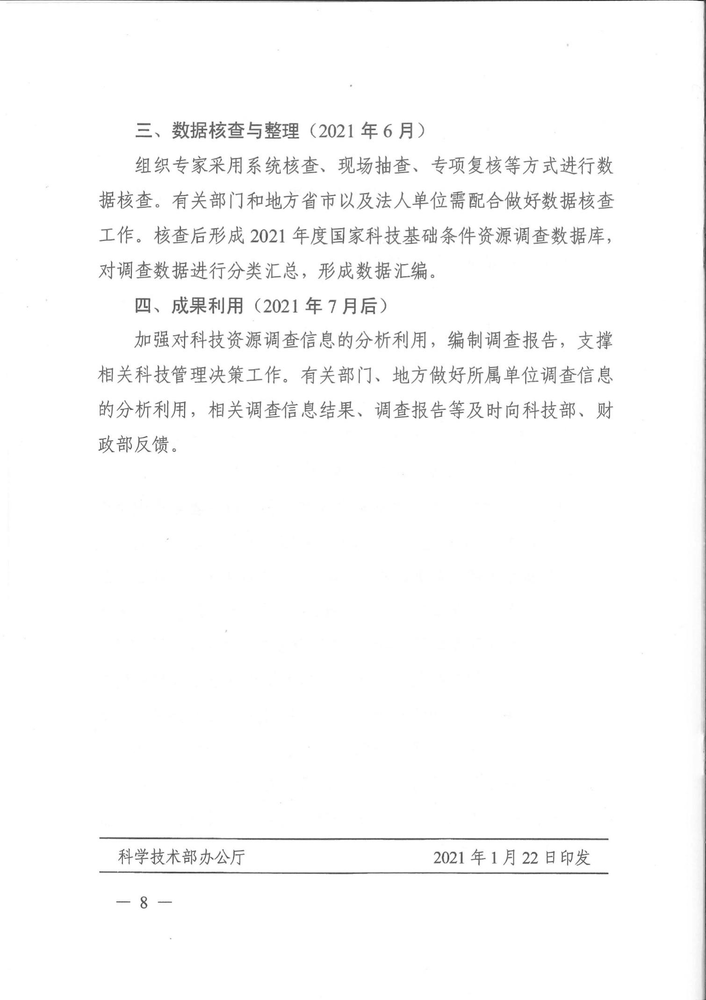 三、数据核查与整理（2021 年 6 月）
组织专家采用系统核查、现场抽查、专项复核等方式进行数
据核查。有关部门和地方省市以及法人单位需配合做好数据核查
工作。核查后形成 2021 年度国家科技基础条件资源调查数据库，
对调查数据进行分类汇总，形成数据汇编。
四、成果利用（2021 年 7 月后）
加强对科技资源调查信息的分析利用，编制调查报告，支撑
相关科技管理决策工作。有关部门、地方做好所属单位调查信息
的分析利用，相关调查信息结果、调查报告等及时向科技部、财
政部反馈。
科学技术部办公厅 2021 年 1 月 22 日印发
— 8 —